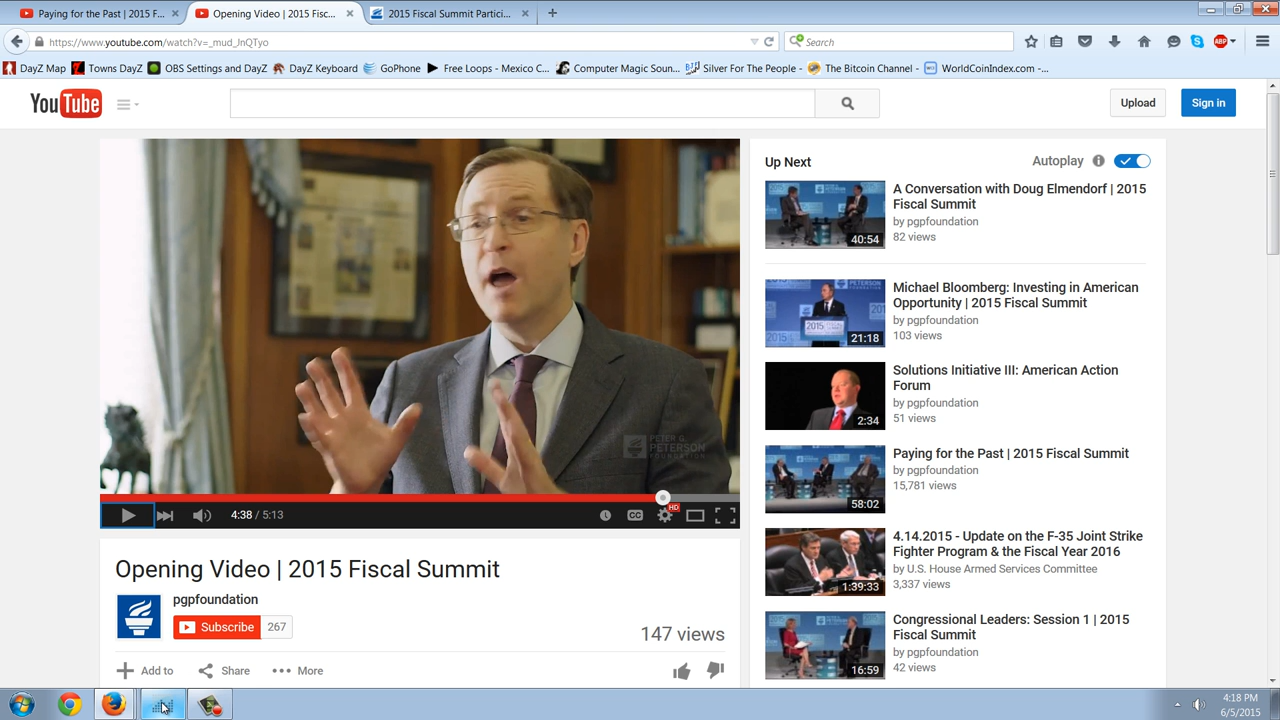 Paying for the Past | 2015 F...
Opening Video | 2015 Fisc...
2015 Fiscal Summit Partici...
https://www.youtube.com/watch?v=_mud_JnQTyo
Search
ABP
DayZ Map
Towns DayZ
OBS Settings and DayZ
DayZ Keyboard
GoPhone
Free Loops - Mexico C...
Computer Magic Soun...
Silver For The People - ...
The Bitcoin Channel - ...
WorldCoinIndex.com -...
YouTube
Upload
Sign in
PETER G.
PETERSON
FOUNDATION
4:38 / 5:13
CC
HD
Opening Video | 2015 Fiscal Summit
pgpfoundation
Subscribe
267
147 views
Add to
Share
More
Up Next
Autoplay
A Conversation with Doug Elmendorf | 2015
Fiscal Summit
by pgpfoundation
82 views
40:54
Michael Bloomberg: Investing in American
Opportunity | 2015 Fiscal Summit
by pgpfoundation
103 views
21:18
Solutions Initiative III: American Action
Forum
by pgpfoundation
51 views
2:34
Paying for the Past | 2015 Fiscal Summit
by pgpfoundation
15,781 views
58:02
4.14.2015 - Update on the F-35 Joint Strike
Fighter Program & the Fiscal Year 2016
by U.S. House Armed Services Committee
3,337 views
1:39:33
Congressional Leaders: Session 1 | 2015
Fiscal Summit
by pgpfoundation
42 views
16:59
4:18 PM
6/5/2015